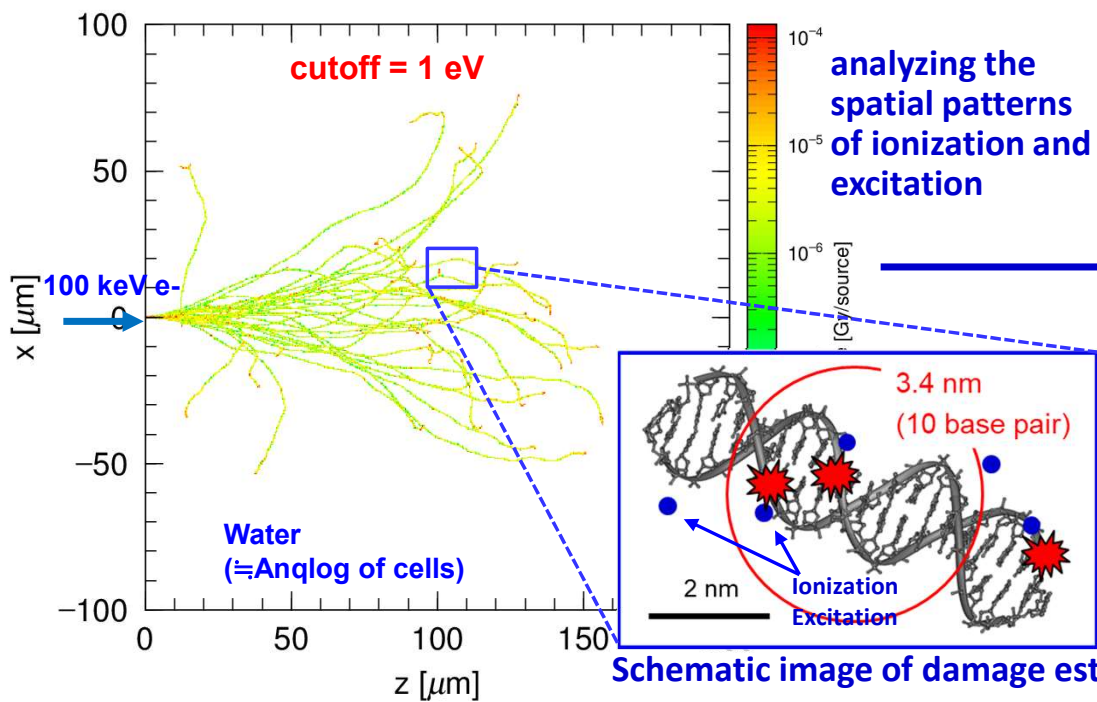 100
50
0
−50
−100
x [μm]
0
50
100
150
z [μm]
cutoff = 1 eV
100 keV e-
Water
(≒Anqlog of cells)
10⁻⁴
10⁻⁵
10⁻⁶
[Gy/source]
analyzing the
spatial patterns
of ionization and
excitation
3.4 nm
(10 base pair)
2 nm
Ionization
Excitation
Schematic image of damage est